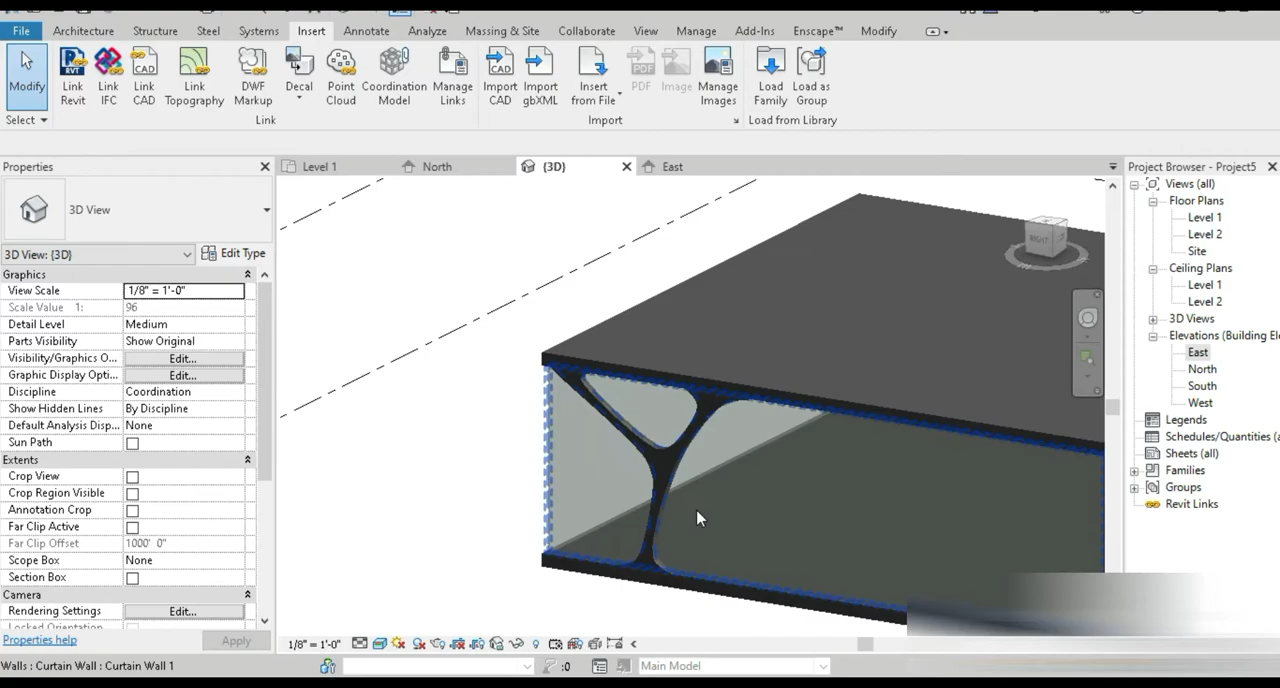 File Architecture Structure Steel Systems Insert Annotate Analyze Massing & Site Collaborate View Manage Add-Ins Enscape™ Modify
Modify Link Revit Link IFC Link CAD Link Topography DWF Markup Decal Point Cloud Coordination Model Manage Links Import CAD Import gbXML Insert from File PDF Image Manage Images Load Family Load as Group
Select Link Import Load from Library
Properties
Level 1 North {3D} East
Project Browser - Project5
3D View
3D View: {3D} Edit Type
Graphics
View Scale 1/8" = 1'-0"
Scale Value 1: 96
Detail Level Medium
Parts Visibility Show Original
Visibility/Graphics O... Edit...
Graphic Display Opti... Edit...
Discipline Coordination
Show Hidden Lines By Discipline
Default Analysis Disp... None
Sun Path
Extents
Crop View
Crop Region Visible
Annotation Crop
Far Clip Active
Far Clip Offset 1000' 0"
Scope Box None
Section Box
Camera
Rendering Settings Edit...
Locked Orientation
Properties help Apply
RIGHT
Views (all)
Floor Plans
Level 1
Level 2
Site
Ceiling Plans
Level 1
Level 2
3D Views
Elevations (Building El
East
North
South
West
Legends
Schedules/Quantities (a
Sheets (all)
Families
Groups
Revit Links
1/8" = 1'-0"
Walls : Curtain Wall : Curtain Wall 1 :0 Main Model